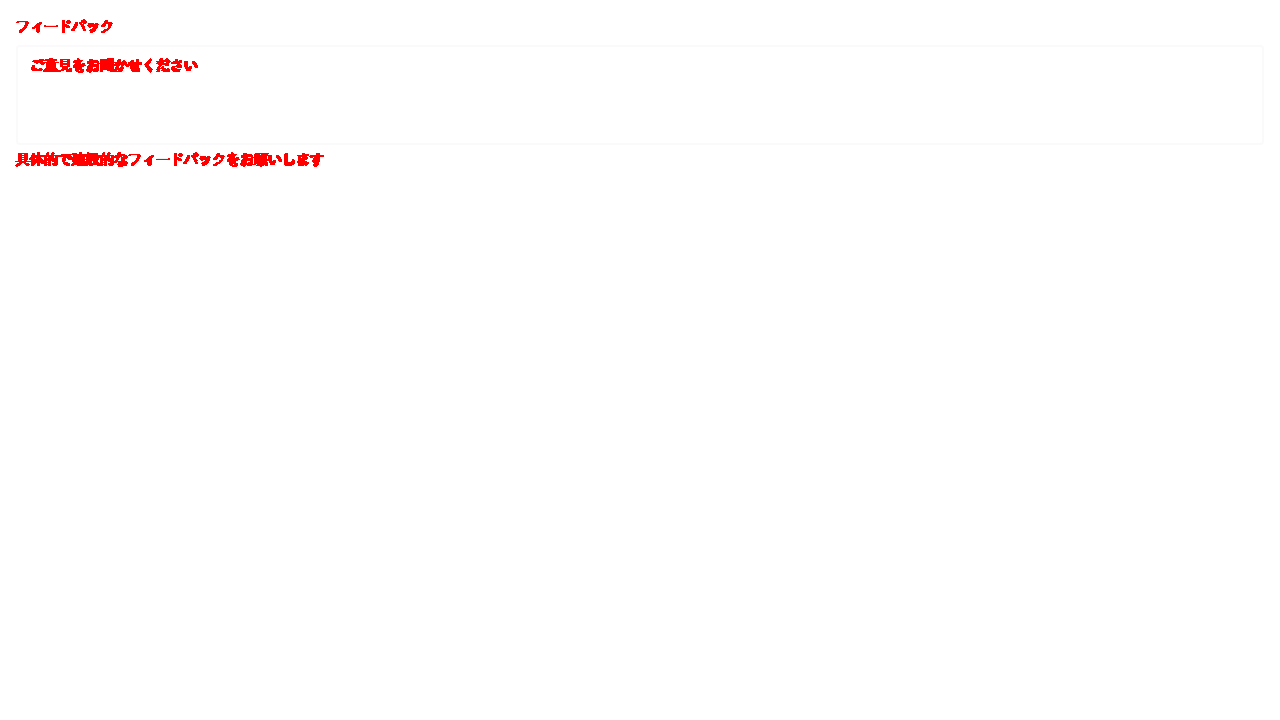 フィードバック
ご意見をお聞かせください
具体的で建設的なフィードバックをお願いします